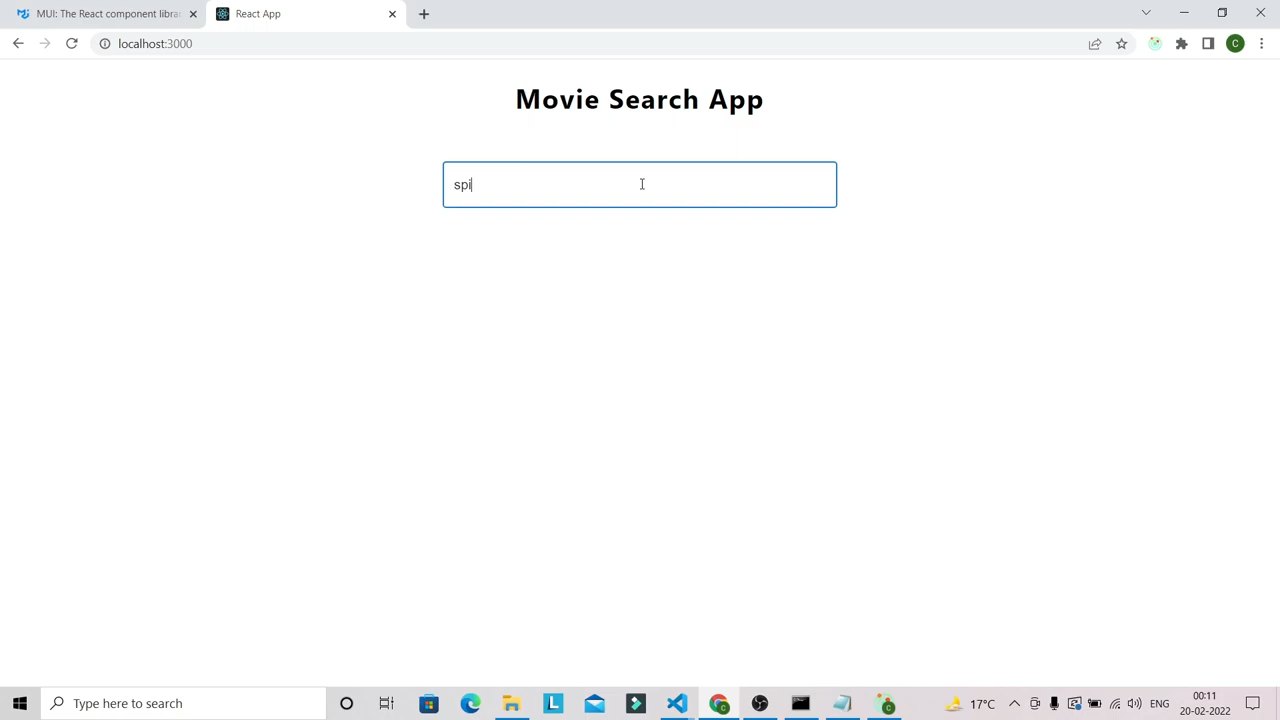 MUI: The React component librar
React App
localhost:3000
C
Movie Search App
spi
Type here to search
L
C
17°C
ENG
00:11
20-02-2022